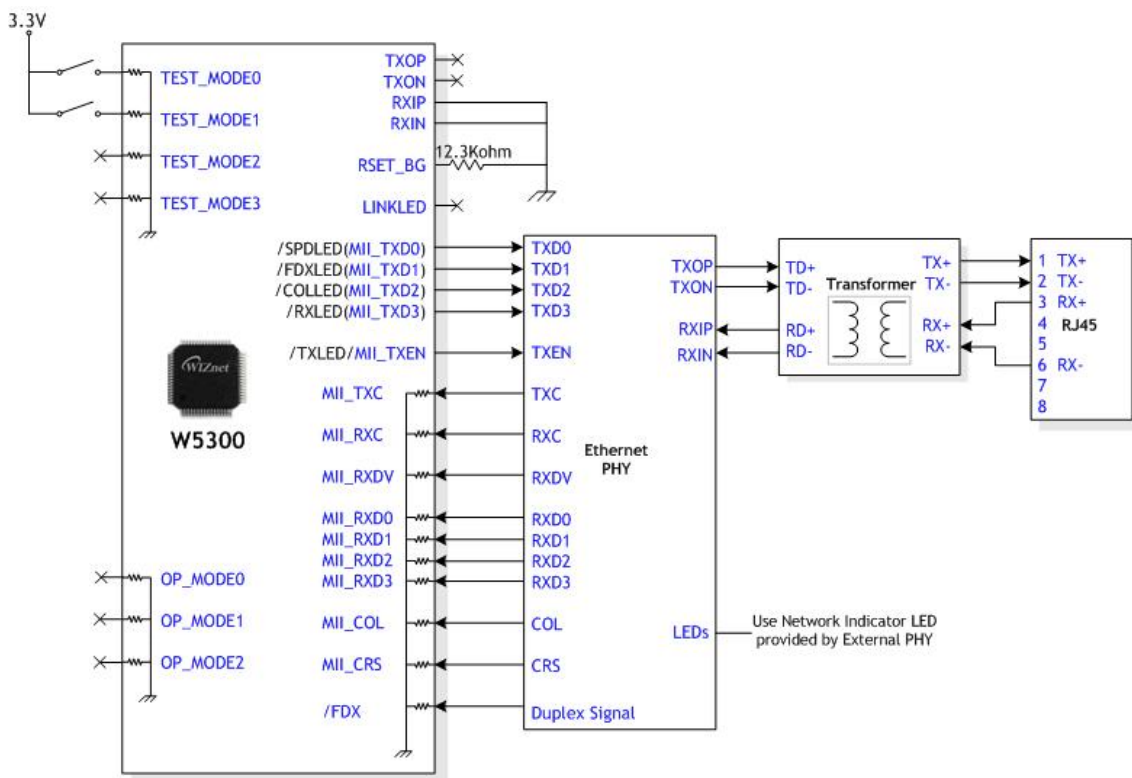 3.3V
TEST_MODE0
TEST_MODE1
TEST_MODE2
TEST_MODE3
WIZnet
W5300
OP_MODE0
OP_MODE1
OP_MODE2
TXOP
TXON
RXIP
RXIN
12.3Kohm
RSET_BG
LINKLED
/SPDLED(MII_TXD0)
/FDXLED(MII_TXD1)
/COLLED(MII_TXD2)
/RXLED(MII_TXD3)
/TXLED/MII_TXEN
MII_TXC
MII_RXC
MII_RXDV
MII_RXD0
MII_RXD1
MII_RXD2
MII_RXD3
MII_COL
MII_CRS
/FDX
TXD0
TXD1
TXD2
TXD3
TXEN
TXC
RXC
RXDV
RXD0
RXD1
RXD2
RXD3
COL
CRS
Duplex Signal
Ethernet
PHY
TXOP
TXON
RXIP
RXIN
LEDs
Use Network Indicator LED
provided by External PHY
TD+
TD-
RD+
RD-
Transformer
TX+
TX-
RX+
RX-
1 TX+
2 TX-
3 RX+
4
5
6 RX-
7
8
RJ45